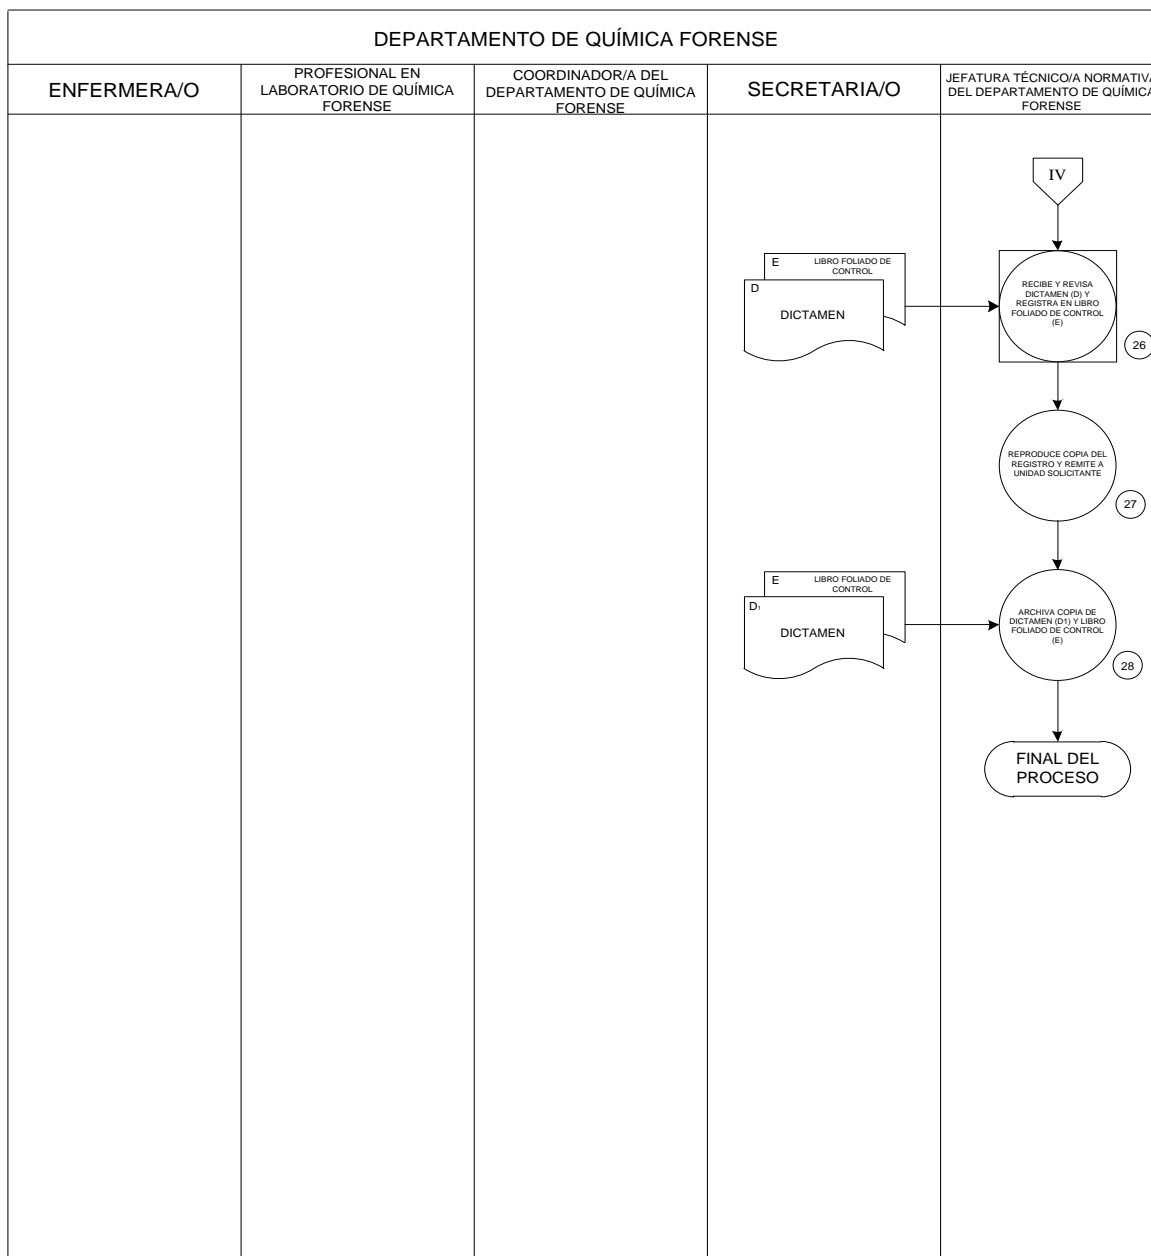 DEPARTAMENTO DE QUÍMICA FORENSE
ENFERMERA/O
PROFESIONAL EN
LABORATORIO DE QUÍMICA
FORENSE
COORDINADOR/A DEL
DEPARTAMENTO DE QUÍMICA
FORENSE
SECRETARIA/O
JEFATURA TÉCNICO/A NORMATIVA
DEL DEPARTAMENTO DE QUÍMICA
FORENSE
IV
E
LIBRO FOLIADO DE
CONTROL
D
DICTAMEN
RECIBE Y REVISA
DICTAMEN (D) Y
REGISTRA EN LIBRO
FOLIADO DE CONTROL
(E)
26
REPRODUCE COPIA DEL
REGISTRO Y REMITE A
UNIDAD SOLICITANTE
27
E
LIBRO FOLIADO DE
CONTROL
D1
DICTAMEN
ARCHIVA COPIA DE
DICTAMEN (D1) Y LIBRO
FOLIADO DE CONTROL
(E)
28
FINAL DEL
PROCESO